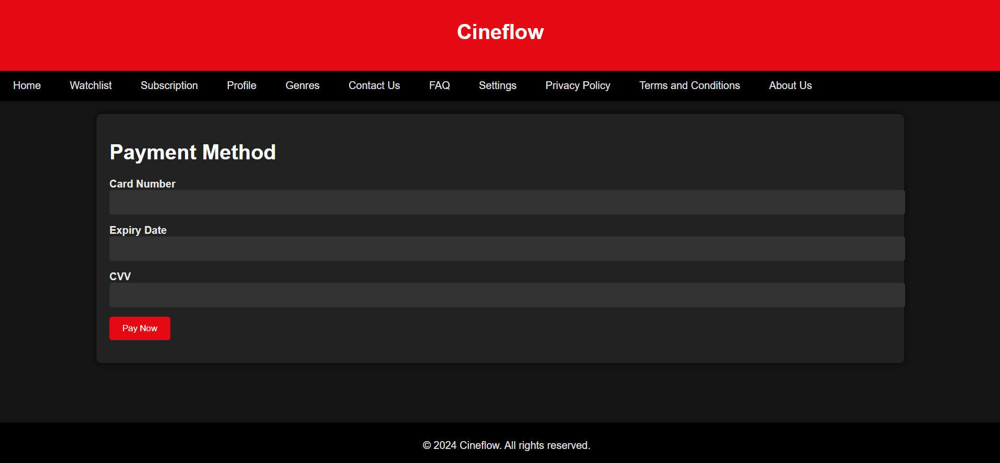 Cineflow
Home Watchlist Subscription Profile Genres Contact Us FAQ Settings Privacy Policy Terms and Conditions About Us
Payment Method
Card Number
Expiry Date
CVV
Pay Now
© 2024 Cineflow. All rights reserved.